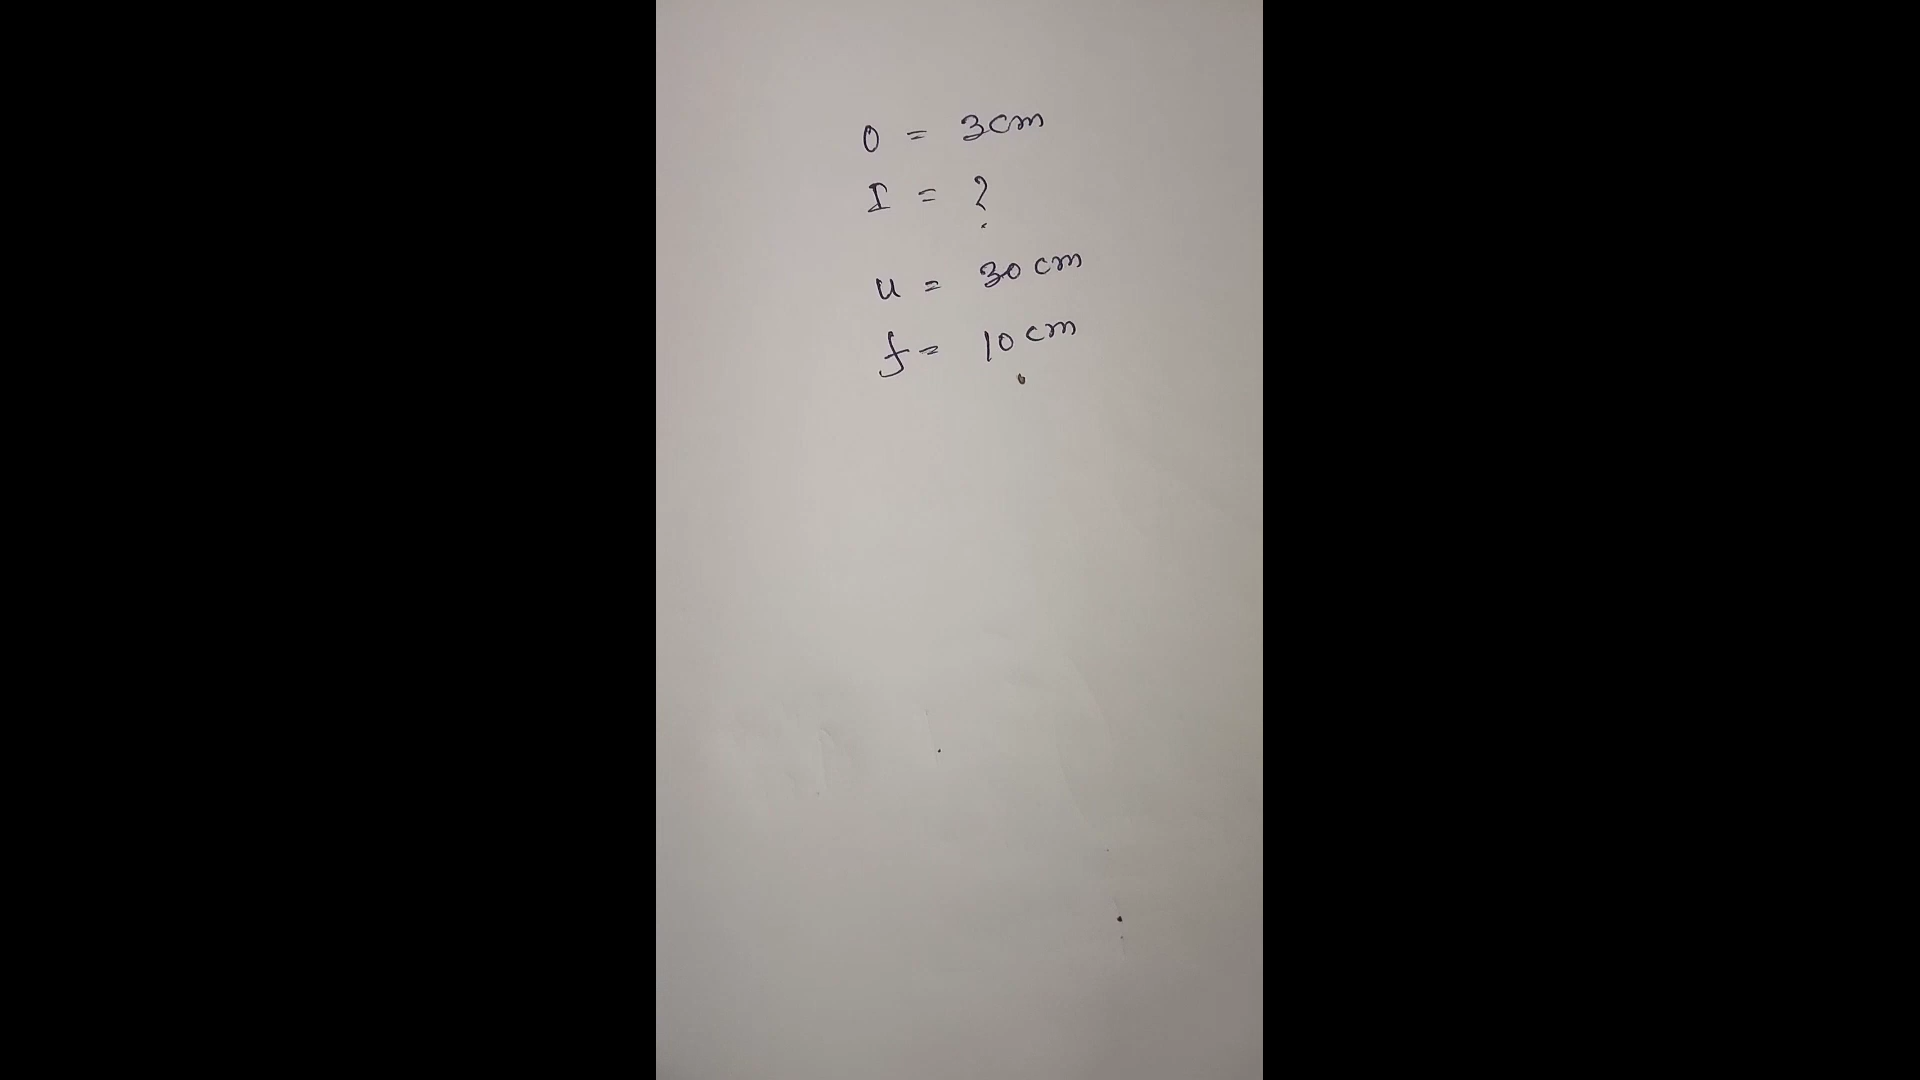 O = 3cm
I = ?
u = 30 cm
f = 10 cm